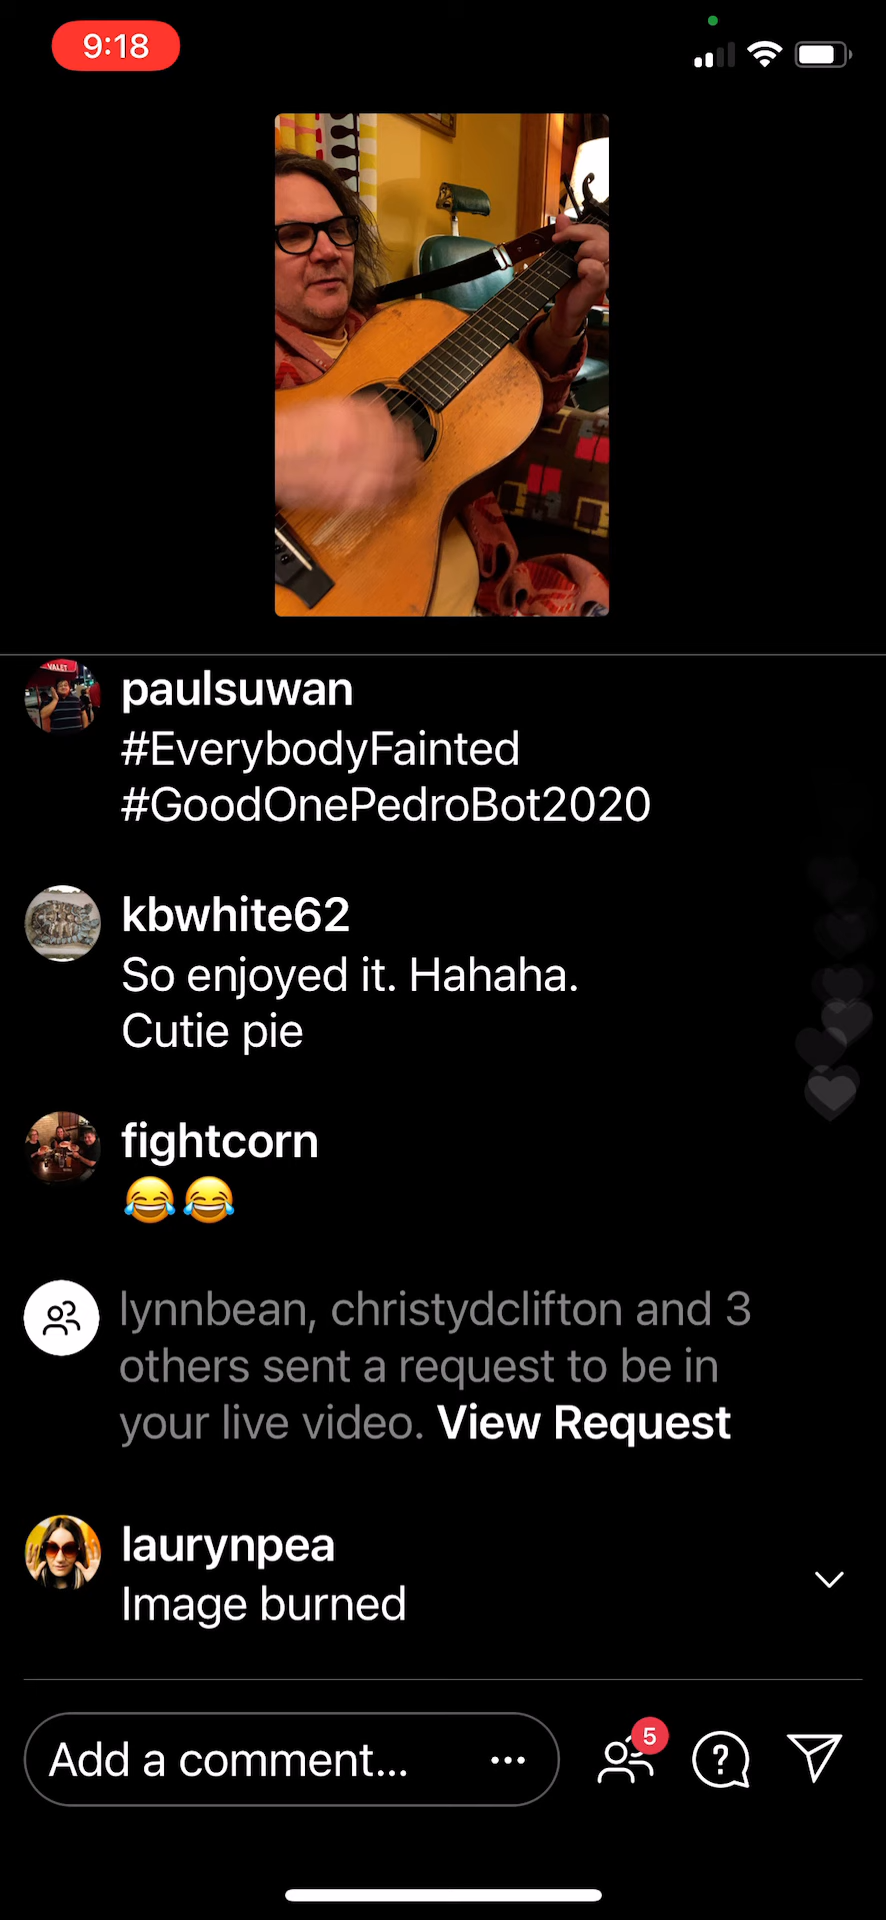 9:18
VALET
paulsuwan
#EverybodyFainted
#GoodOnePedroBot2020
kbwhite62
So enjoyed it. Hahaha.
Cutie pie
fightcorn
😂😂
lynnbean, christydclifton and 3
others sent a request to be in
your live video. View Request
laurynpea
Image burned
Add a comment...
5